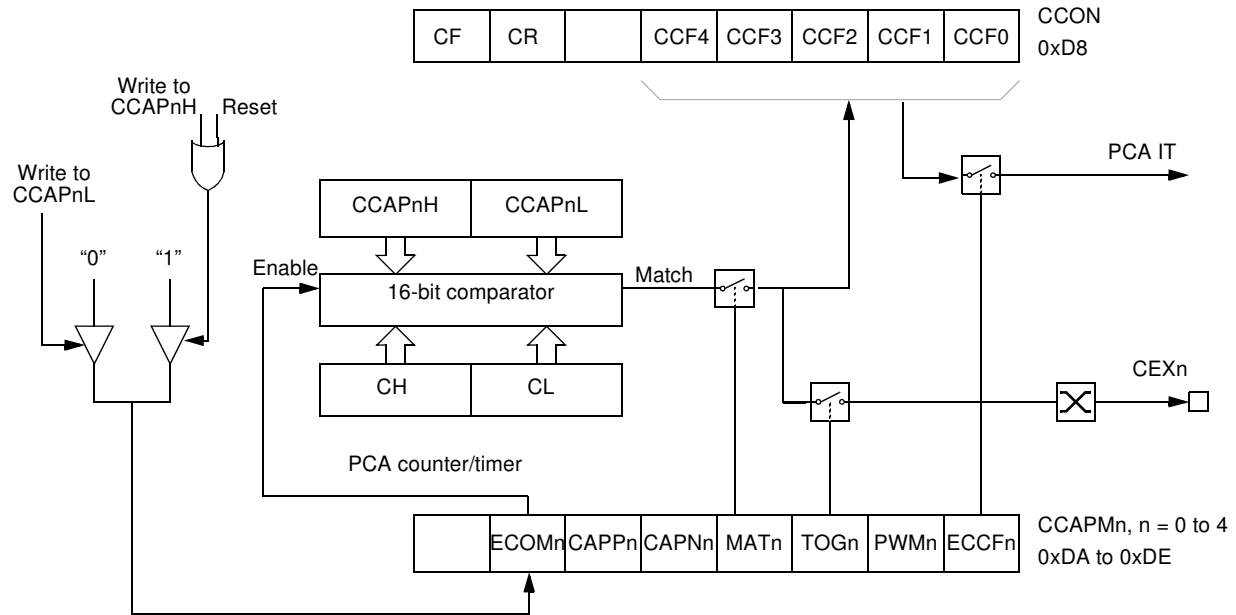 CF CR CCF4 CCF3 CCF2 CCF1 CCF0
CCON
0xD8
Write to
CCAPnH
Reset
PCA IT
Write to
CCAPnL
CCAPnH CCAPnL
“0” “1”
Enable
16-bit comparator
Match
CH CL
CEXn
PCA counter/timer
ECOMn CAPPn CAPNn MATn TOGn PWMn ECCFn
CCAPMn, n = 0 to 4
0xDA to 0xDE